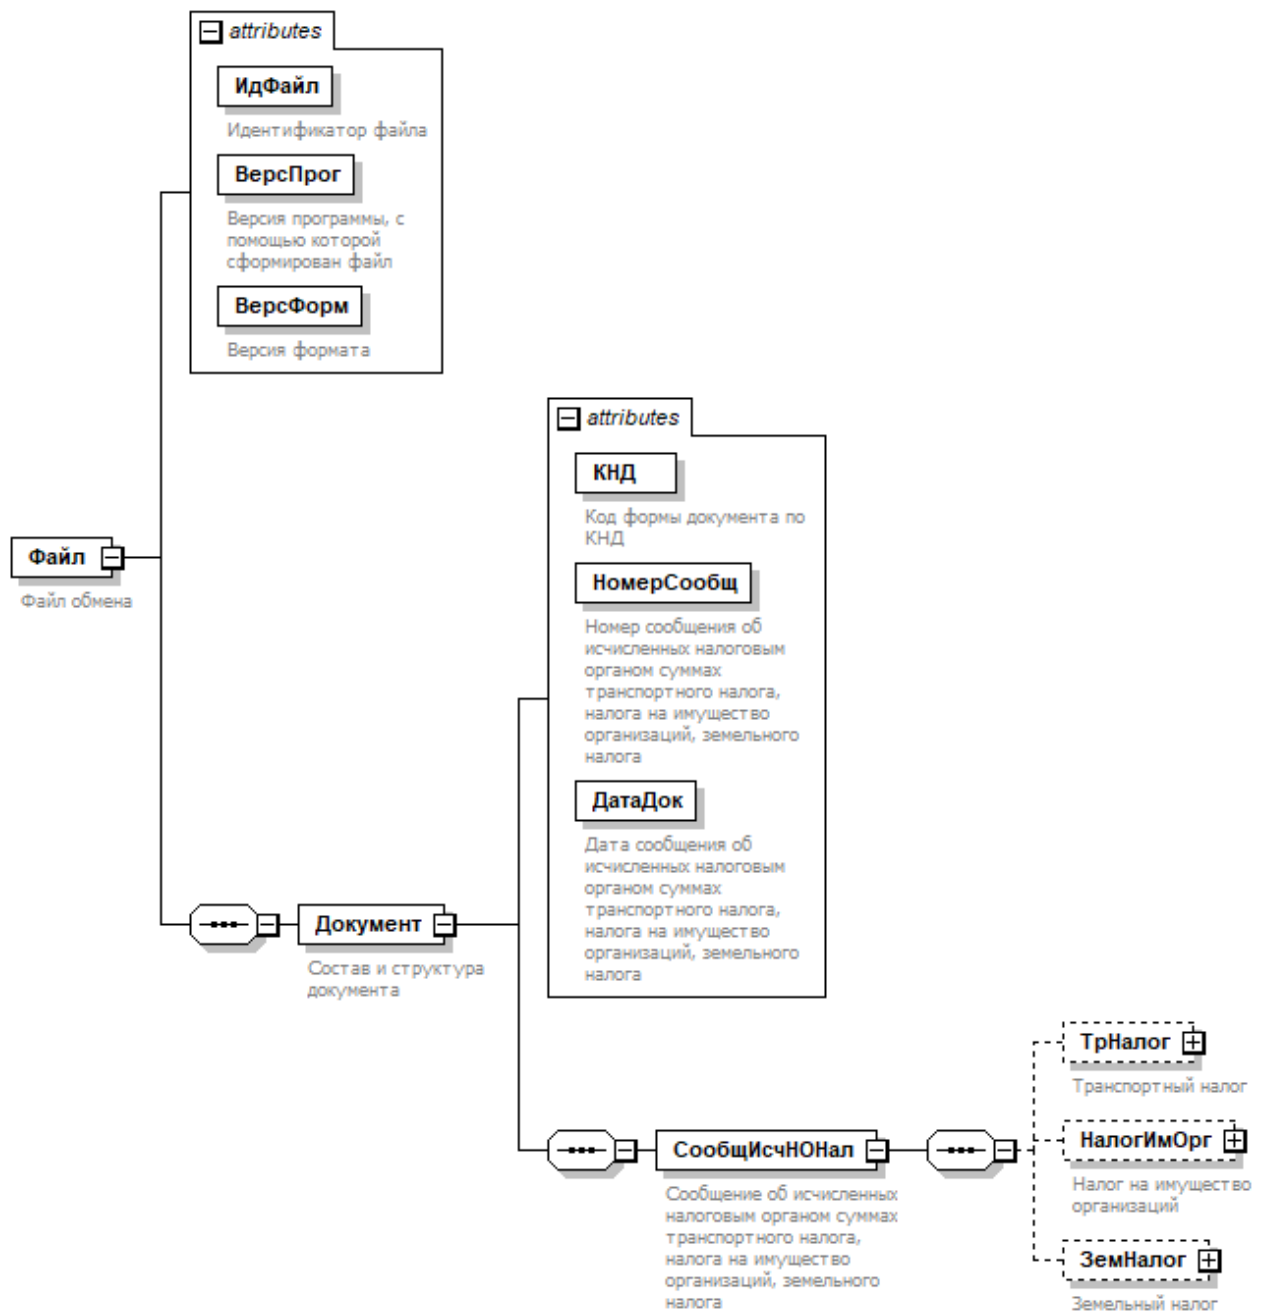 attributes
ИдФайл
Идентификатор файла
ВерсПрог
Версия программы, с
помощью которой
сформирован файл
ВерсФорм
Версия формата
Файл
Файл обмена
Документ
Состав и структура
документа
attributes
КНД
Код формы документа по
КНД
НомерСообщ
Номер сообщения об
исчисленных налоговым
органом суммах
транспортного налога,
налога на имущество
организаций, земельного
налога
ДатаДок
Дата сообщения об
исчисленных налоговым
органом суммах
транспортного налога,
налога на имущество
организаций, земельного
налога
СообщИсчНОНал
Сообщение об исчисленных
налоговым органом суммах
транспортного налога,
налога на имущество
организаций, земельного
налога
ТрНалог
Транспортный налог
НалогИмОрг
Налог на имущество
организаций
ЗемНалог
Земельный налог